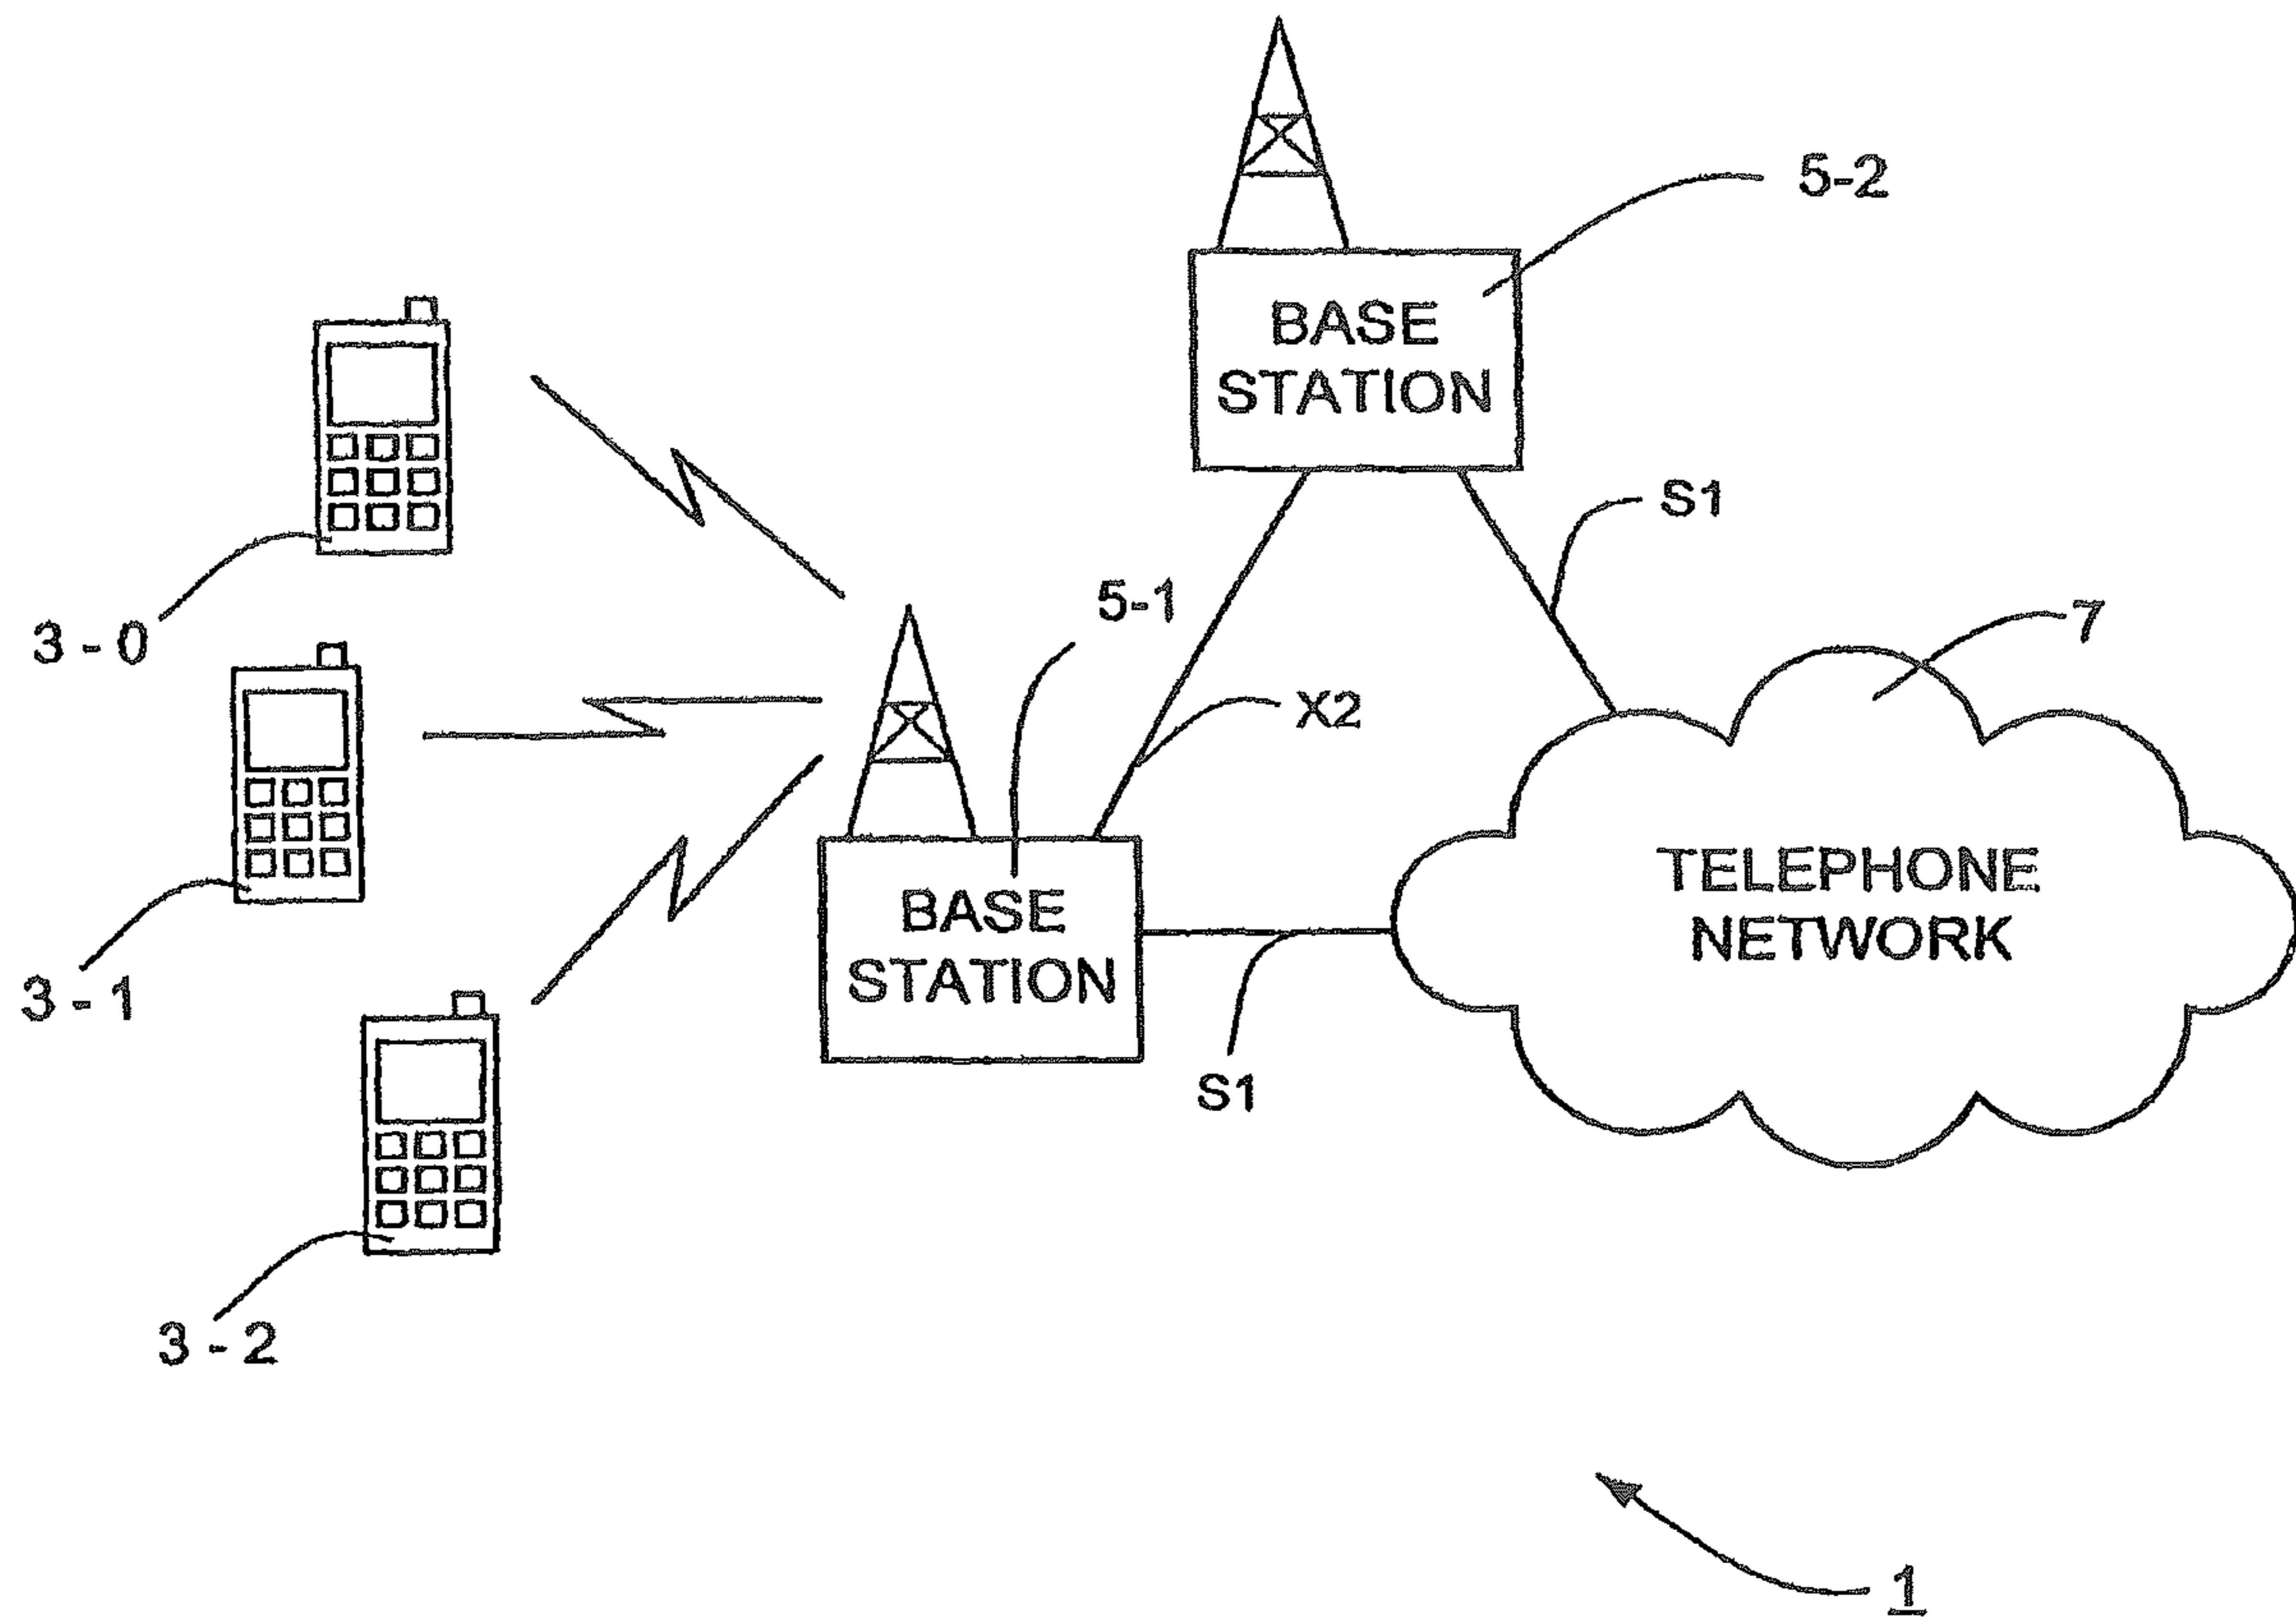 5-2
BASE
STATION
S1
3 - 0
5-1
7
X2
3 - 1
BASE
STATION
TELEPHONE
NETWORK
S1
3 - 2
1